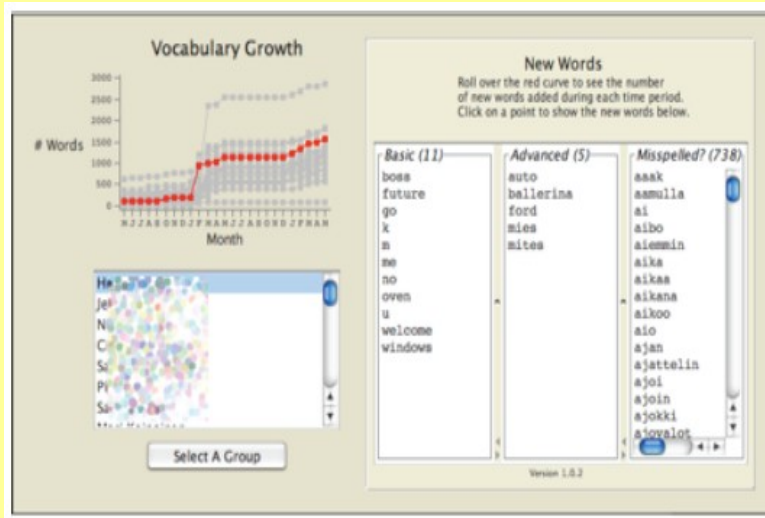 Vocabulary Growth
3000
2500
2000
1500
1000
500
0
# Words
M J J A S O N D J F M A M J J A S O N D J F M A M
Month
Select A Group
New Words
Roll over the red curve to see the number
of new words added during each time period.
Click on a point to show the new words below.
Basic (11)
boss
future
go
k
m
me
no
oven
u
welcome
windows
Advanced (5)
auto
ballerina
ford
mies
mites
Misspelled? (738)
aaak
aamulla
ai
aibo
aiemmin
aika
aikaa
aikana
aikoo
aio
ajan
ajattelin
ajoi
ajoin
ajokki
ajovalot
Version 1.0.2